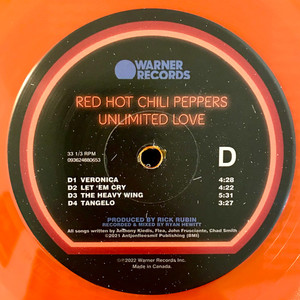 WARNER
RECORDS
RED HOT CHILI PEPPERS
UNLIMITED LOVE
33 1/3 RPM
093624880653
D
D1 VERONICA 4:28
D2 LET 'EM CRY 4:22
D3 THE HEAVY WING 5:31
D4 TANGELO 3:27
PRODUCED BY RICK RUBIN
RECORDED & MIXED BY RYAN HEWITT
All songs written by Anthony Kiedis, Flea, John Frusciante, Chad Smith
©2021 Antjanfleasmif Publishing (BMI)
Ⓟ©2022 Warner Records Inc.
Made in Canada.